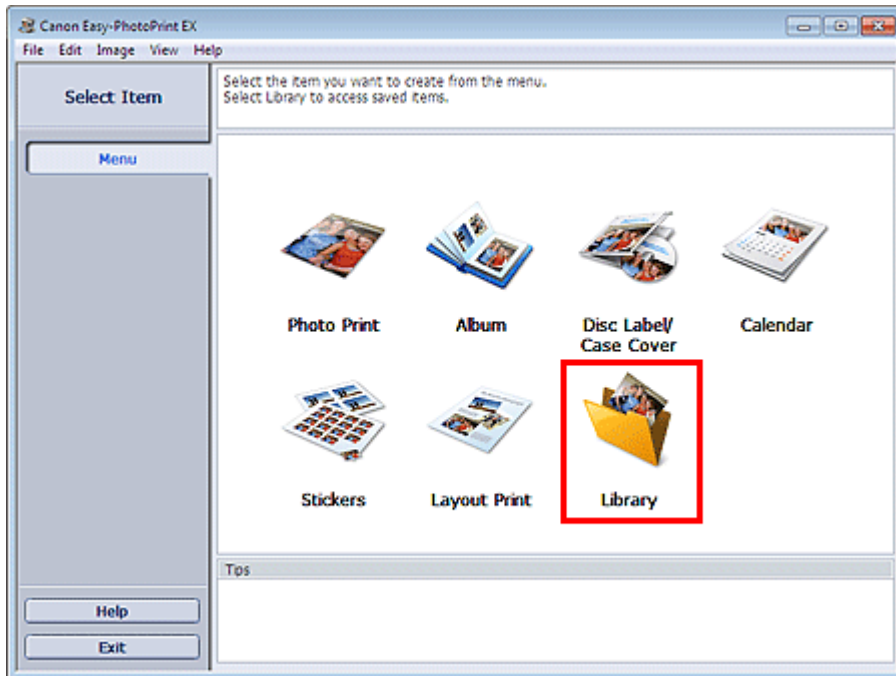 Canon Easy-PhotoPrint EX
File Edit Image View Help
Select Item
Select the item you want to create from the menu.
Select Library to access saved items.
Menu
Photo Print
Album
Disc Label/
Case Cover
Calendar
Stickers
Layout Print
Library
Tips
Help
Exit